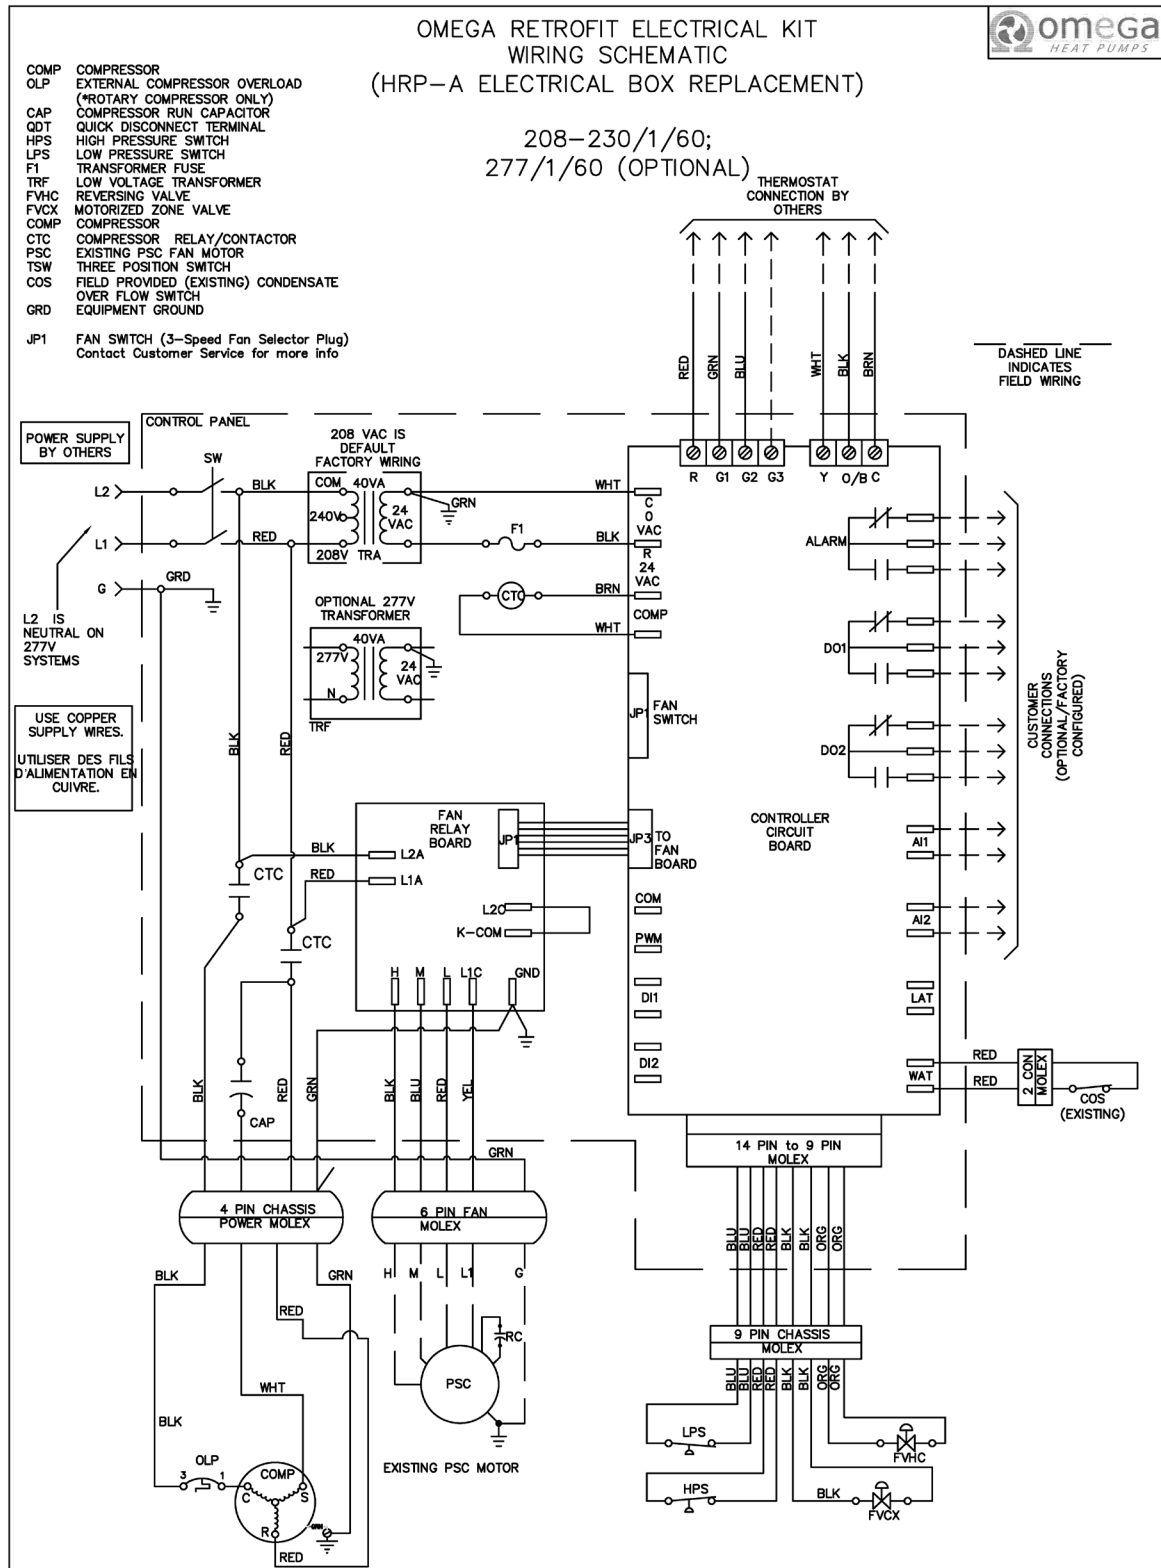 OMEGA RETROFIT ELECTRICAL KIT
WIRING SCHEMATIC
(HRP-A ELECTRICAL BOX REPLACEMENT)
208-230/1/60;
277/1/60 (OPTIONAL)
omega
HEAT PUMPS
COMP COMPRESSOR
OLP EXTERNAL COMPRESSOR OVERLOAD
(*ROTARY COMPRESSOR ONLY)
CAP COMPRESSOR RUN CAPACITOR
QDT QUICK DISCONNECT TERMINAL
HPS HIGH PRESSURE SWITCH
LPS LOW PRESSURE SWITCH
F1 TRANSFORMER FUSE
TRF LOW VOLTAGE TRANSFORMER
FVHC REVERSING VALVE
FVCX MOTORIZED ZONE VALVE
COMP COMPRESSOR
CTC COMPRESSOR RELAY/CONTACTOR
PSC EXISTING PSC FAN MOTOR
TSW THREE POSITION SWITCH
COS FIELD PROVIDED (EXISTING) CONDENSATE
OVER FLOW SWITCH
GRD EQUIPMENT GROUND
JP1 FAN SWITCH (3-Speed Fan Selector Plug)
Contact Customer Service for more info
THERMOSTAT
CONNECTION BY
OTHERS
RED GRN BLU WHT BLK BRN
DASHED LINE
INDICATES
FIELD WIRING
R G1 G2 G3 Y O/B C
CONTROL PANEL
POWER SUPPLY
BY OTHERS
SW
L2
BLK
L1
RED
G
GRD
L2 IS
NEUTRAL ON
277V
SYSTEMS
USE COPPER
SUPPLY WIRES.
UTILISER DES FILS
D'ALIMENTATION EN
CUIVRE.
208 VAC IS
DEFAULT
FACTORY WIRING
COM 40VA
240V
24
VAC
208V TRA
GRN
F1
CTC
OPTIONAL 277V
TRANSFORMER
40VA
277V
24
VAC
N
TRF
WHT
BLK
BRN
WHT
C
0
VAC
R
24
VAC
COMP
JP1
FAN
SWITCH
JP3
TO
FAN
BOARD
COM
PWM
DI1
DI2
CONTROLLER
CIRCUIT
BOARD
ALARM
DO1
DO2
AI1
AI2
LAT
WAT
CUSTOMER
CONNECTIONS
(OPTIONAL/FACTORY
CONFIGURED)
RED
RED
2 CON
MOLEX
COS
(EXISTING)
BLK
RED
FAN
RELAY
BOARD
JP1
BLK
L2A
RED
L1A
L2C
K-COM
H M L L1C GND
CTC
CTC
CAP
BLK RED GRN
BLK BLU RED YEL
GRN
4 PIN CHASSIS
POWER MOLEX
6 PIN FAN
MOLEX
BLK
GRN
RED
WHT
BLK
H M L L1 G
RC
PSC
EXISTING PSC MOTOR
OLP
3 1
COMP
C S
R
GRN
RED
14 PIN to 9 PIN
MOLEX
BLU BLU RED RED BLK BLK ORG ORG
9 PIN CHASSIS
MOLEX
BLU BLU RED RED BLK BLK ORG ORG
LPS
HPS
FVHC
BLK
FVCX